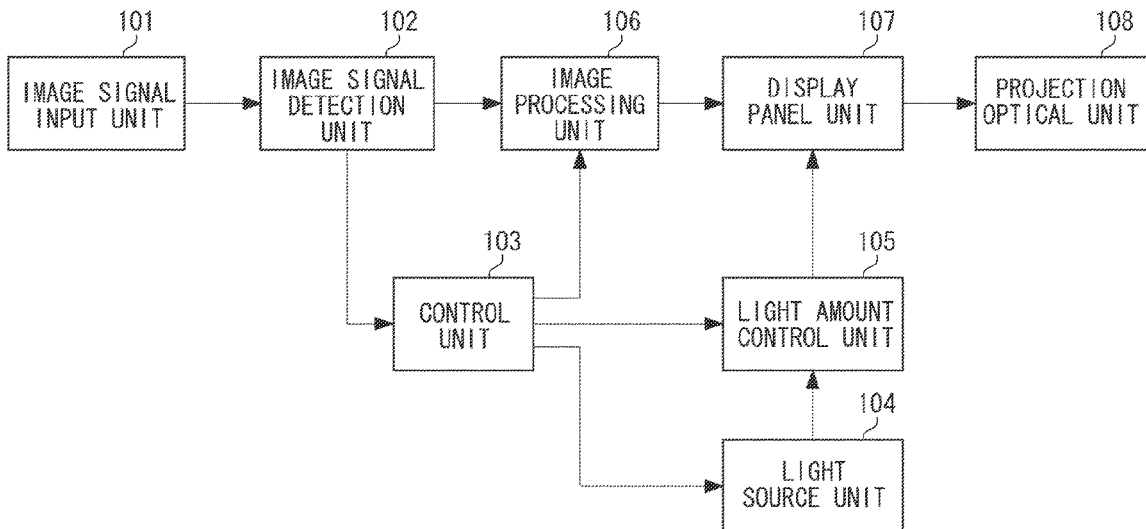 101
102
106
107
108
IMAGE SIGNAL
INPUT UNIT
IMAGE SIGNAL
DETECTION
UNIT
IMAGE
PROCESSING
UNIT
DISPLAY
PANEL UNIT
PROJECTION
OPTICAL UNIT
103
105
CONTROL
UNIT
LIGHT AMOUNT
CONTROL UNIT
104
LIGHT
SOURCE UNIT